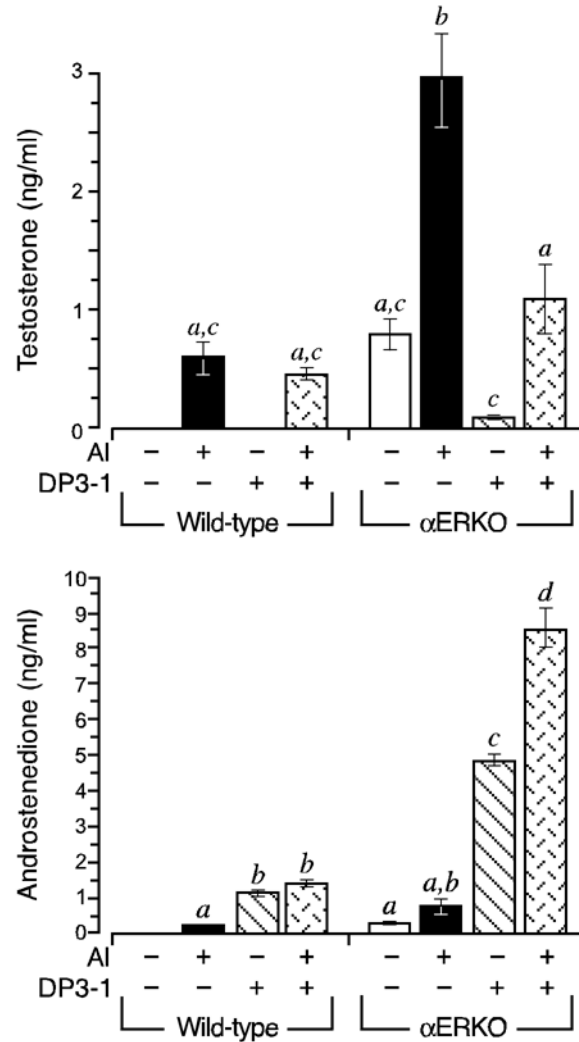 b
3
2
a
a,c
1
a,c
a,c
c
0
Testosterone (ng/ml)
AI – + – + – + – +
DP3-1 – – + + – – + +
Wild-type αERKO
10
d
9
8
7
6
c
5
4
3
2
b b
a,b
1
a a
0
Androstenedione (ng/ml)
AI – + – + – + – +
DP3-1 – – + + – – + +
Wild-type αERKO